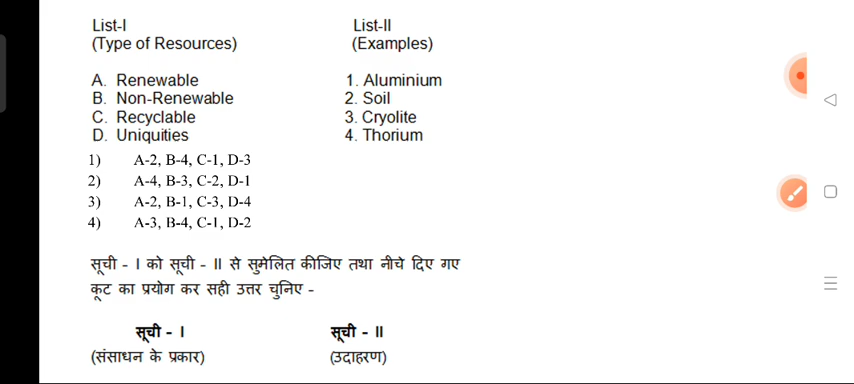 List-I List-II
(Type of Resources) (Examples)
A. Renewable 1. Aluminium
B. Non-Renewable 2. Soil
C. Recyclable 3. Cryolite
D. Uniquities 4. Thorium
1) A-2, B-4, C-1, D-3
2) A-4, B-3, C-2, D-1
3) A-2, B-1, C-3, D-4
4) A-3, B-4, C-1, D-2
सूची - I को सूची - II से सुमेलित कीजिए तथा नीचे दिए गए
कूट का प्रयोग कर सही उत्तर चुनिए -
सूची - I सूची - II
(संसाधन के प्रकार) (उदाहरण)